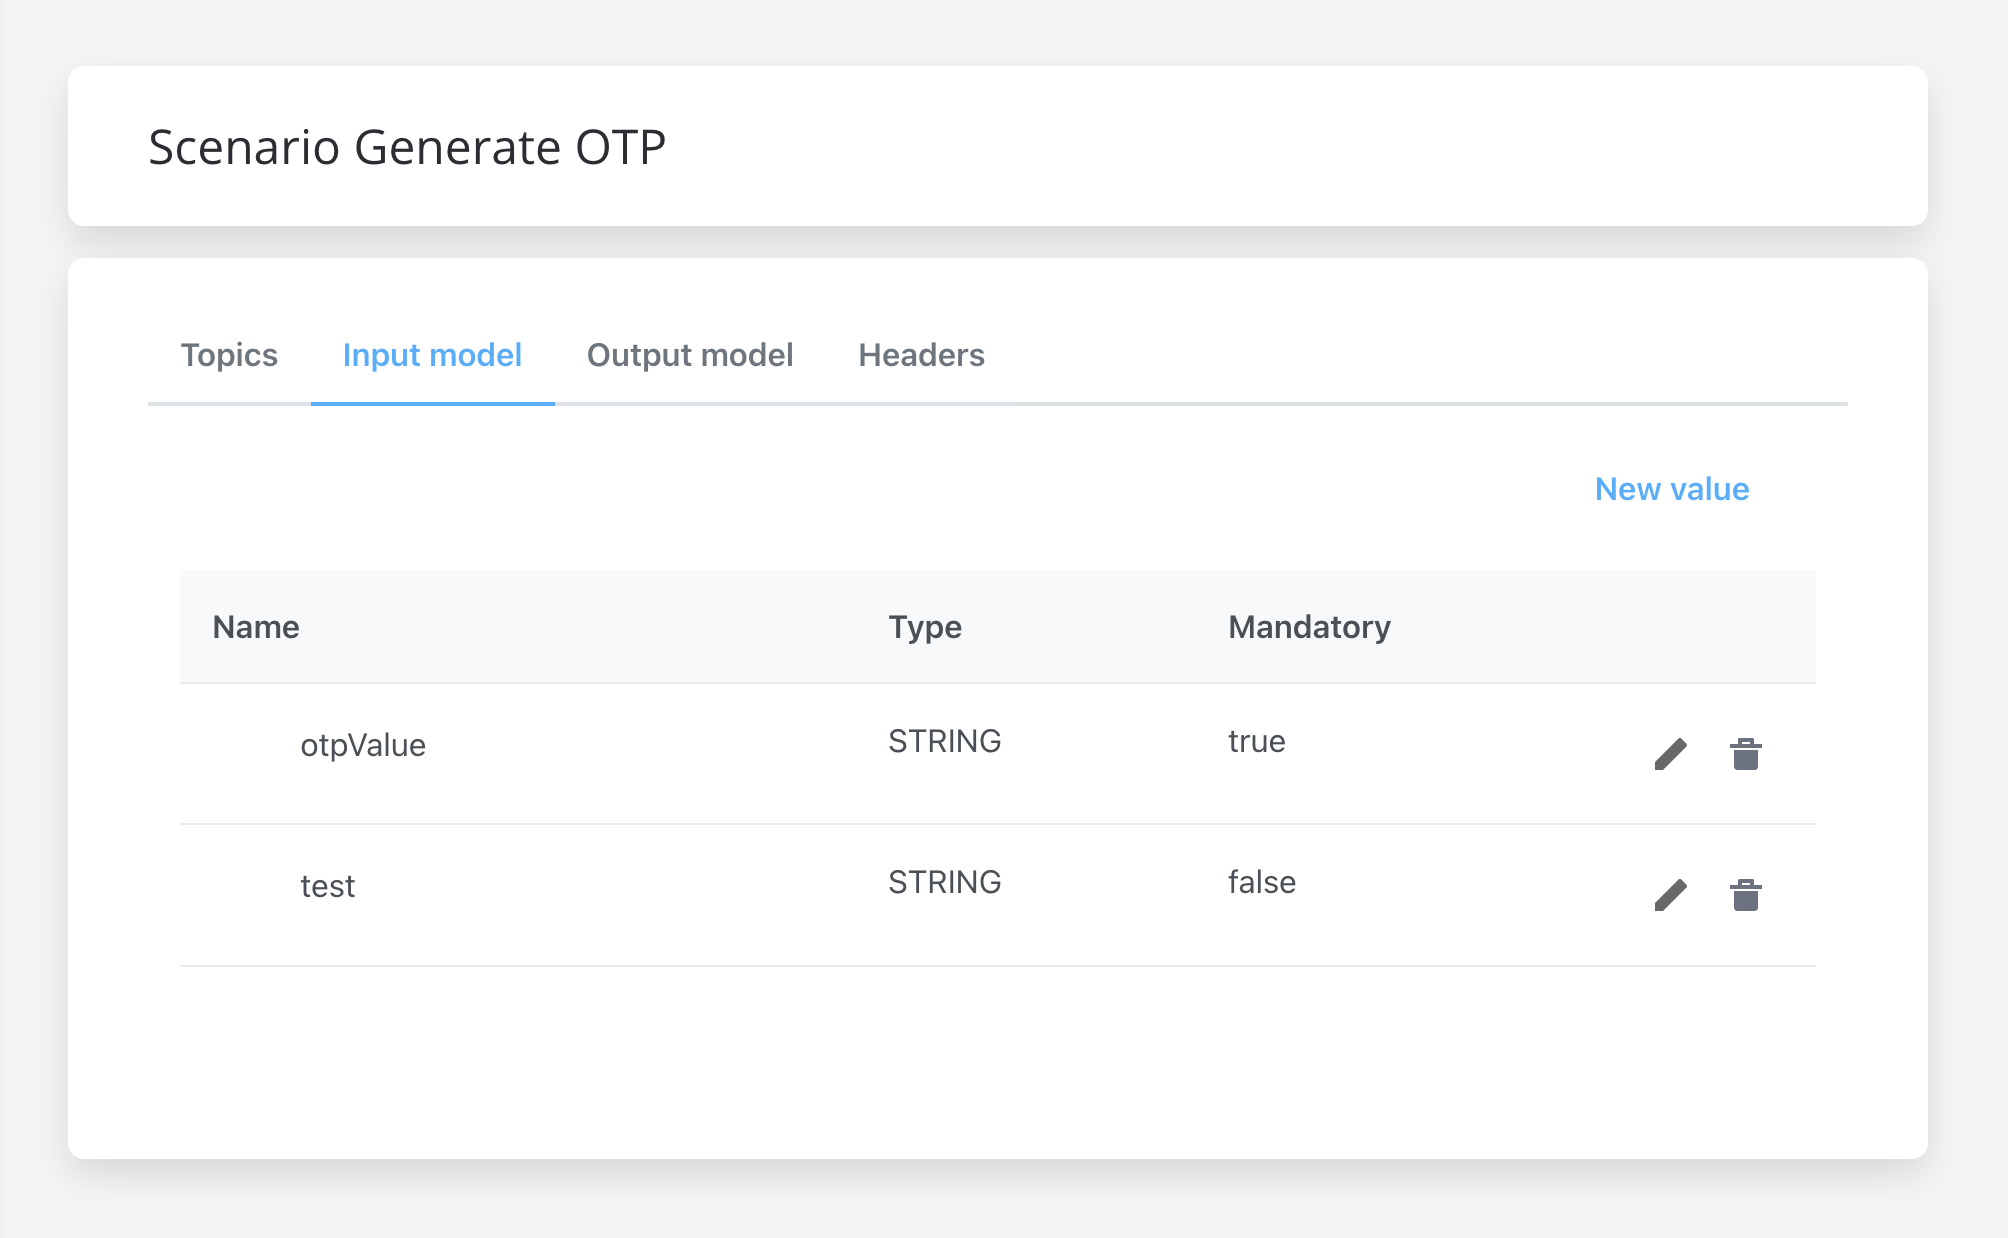 Scenario Generate OTP
Topics Input model Output model Headers
New value
Name Type Mandatory
otpValue STRING true
test STRING false